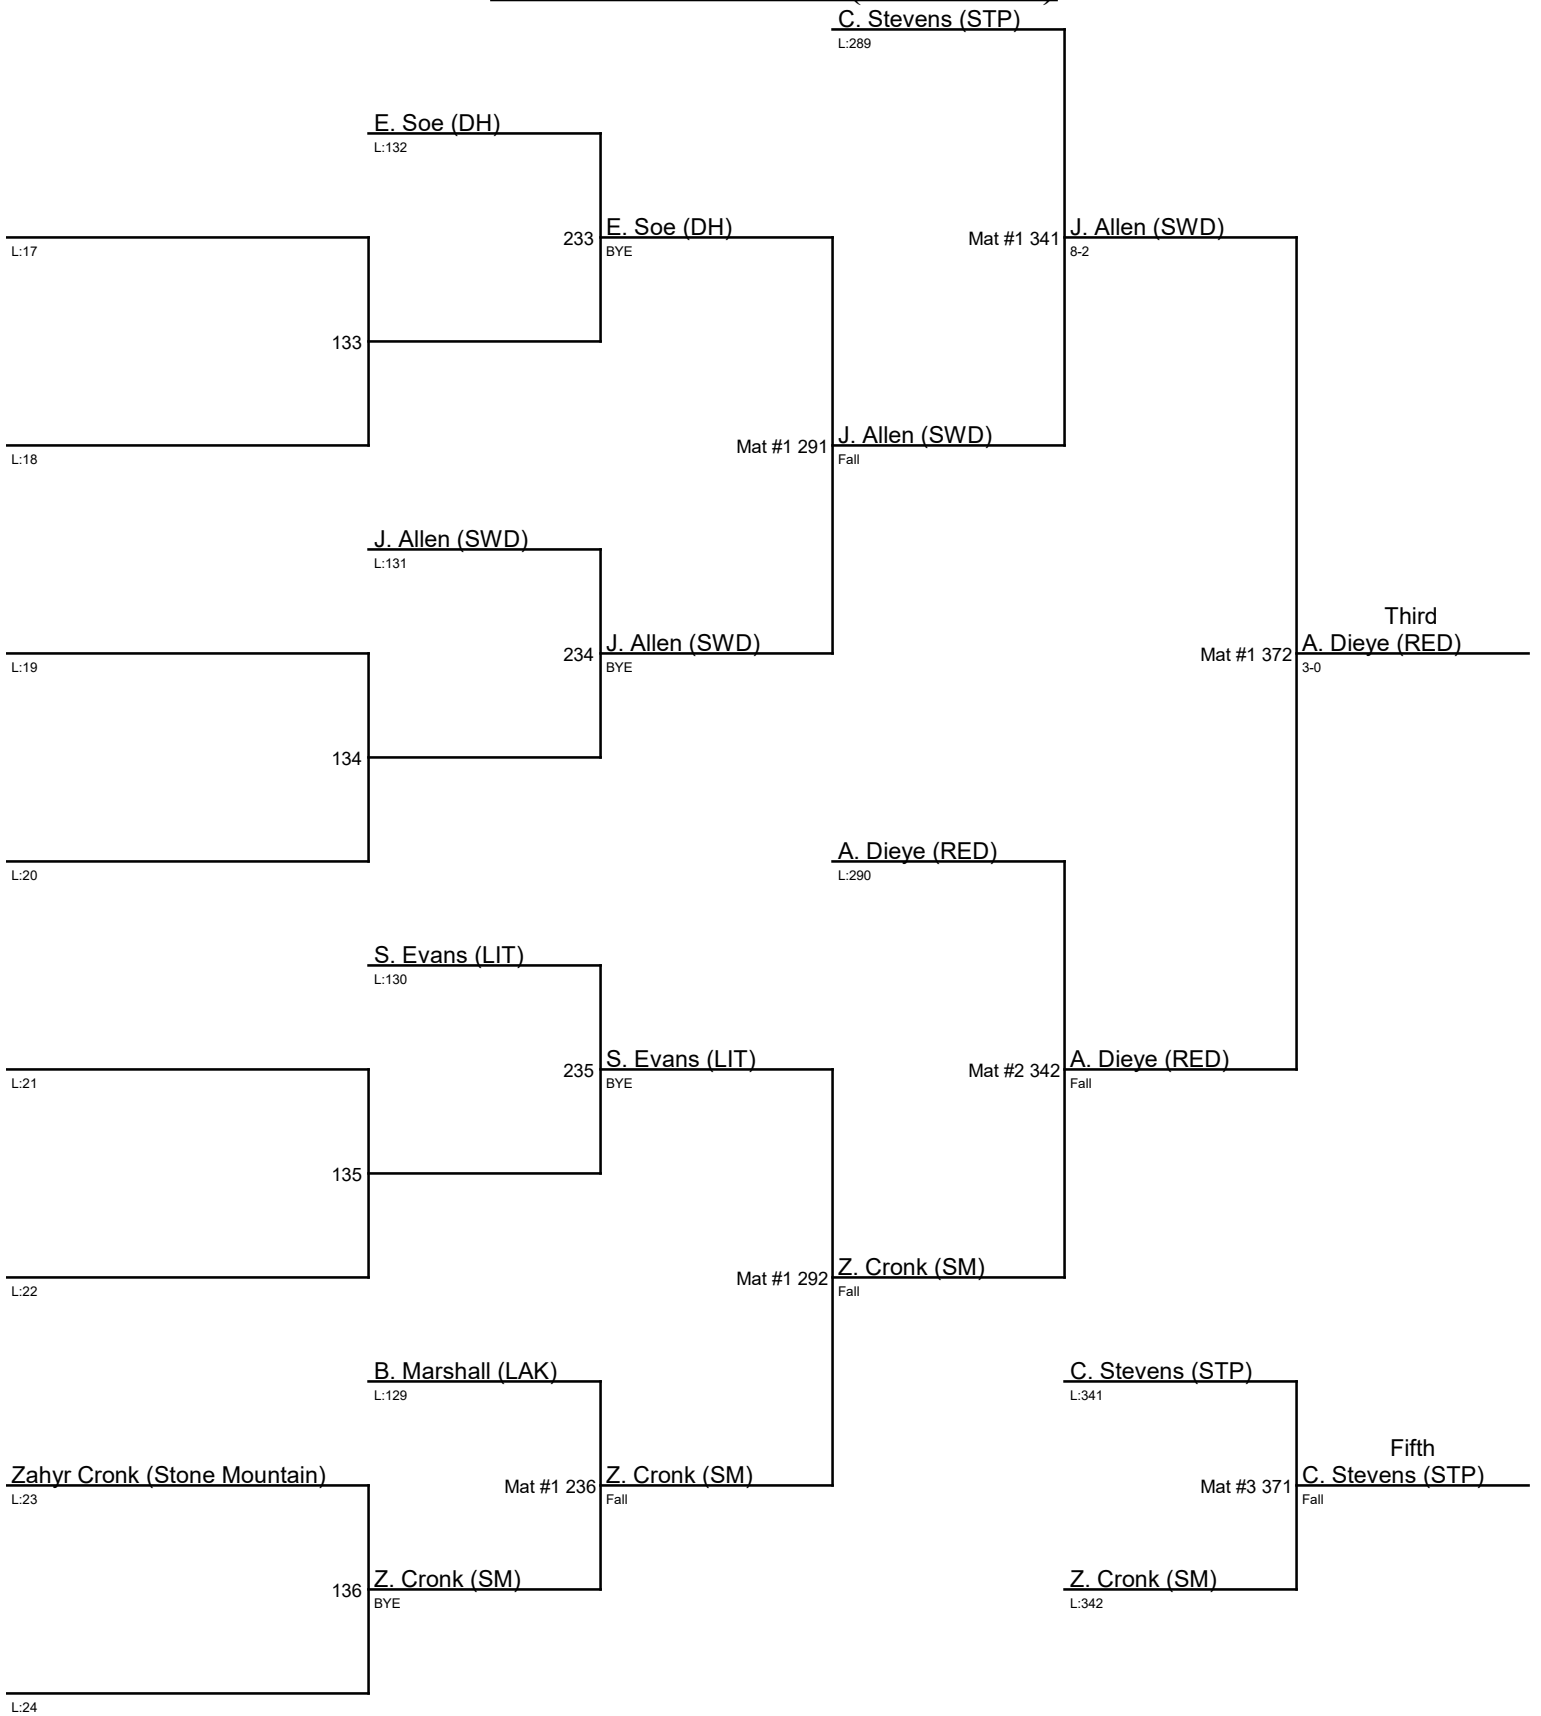 C. Stevens (STP)
L:289
E. Soe (DH)
L:132
L:17
233
E. Soe (DH)
BYE
Mat #1 341
J. Allen (SWD)
8-2
133
L:18
Mat #1 291
J. Allen (SWD)
Fall
J. Allen (SWD)
L:131
Third
L:19
234
J. Allen (SWD)
BYE
Mat #1 372
A. Dieye (RED)
3-0
134
L:20
A. Dieye (RED)
L:290
S. Evans (LIT)
L:130
L:21
235
S. Evans (LIT)
BYE
Mat #2 342
A. Dieye (RED)
Fall
135
L:22
Mat #1 292
Z. Cronk (SM)
Fall
B. Marshall (LAK)
L:129
C. Stevens (STP)
L:341
Fifth
Zahyr Cronk (Stone Mountain)
L:23
Mat #1 236
Z. Cronk (SM)
Fall
Mat #3 371
C. Stevens (STP)
Fall
136
Z. Cronk (SM)
BYE
Z. Cronk (SM)
L:342
L:24